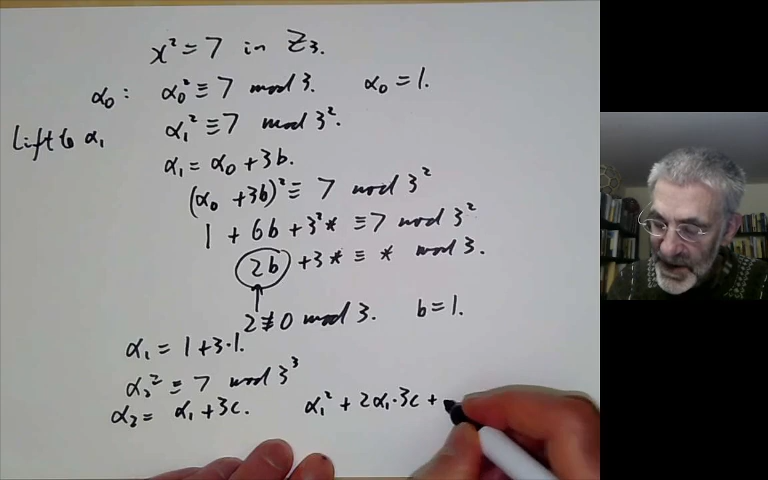 x² = 7 in Z₃.
α₀ : α₀² ≡ 7 mod 3. α₀ = 1.
Lift to α₁ α₁² ≡ 7 mod 3².
α₁ = α₀ + 3b.
(α₀ + 3b)² ≡ 7 mod 3²
1 + 6b + 3²* ≡ 7 mod 3²
2b + 3* ≡ * mod 3.
2 ≢ 0 mod 3. b = 1.
α₁ = 1 + 3·1.
α₂² ≡ 7 mod 3³
α₂ = α₁ + 3c. α₁² + 2α₁·3c +